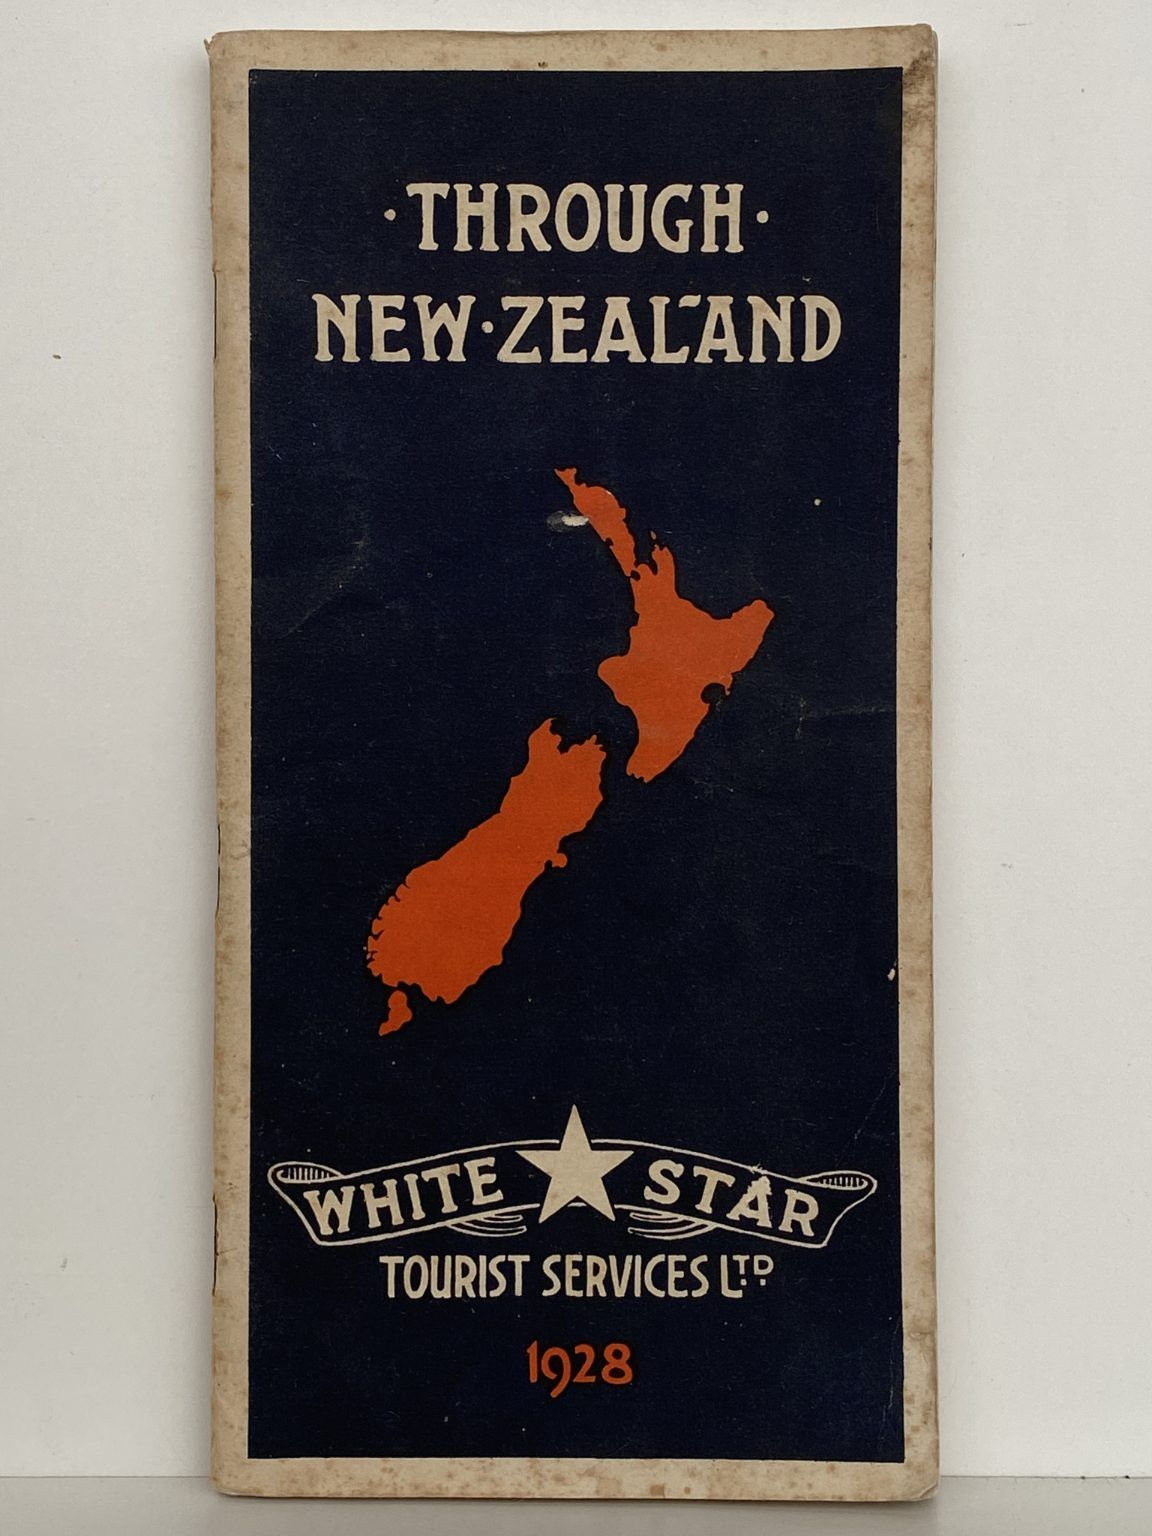 ·THROUGH·
NEW·ZEALAND
WHITE STAR
TOURIST SERVICES LTD.
1928